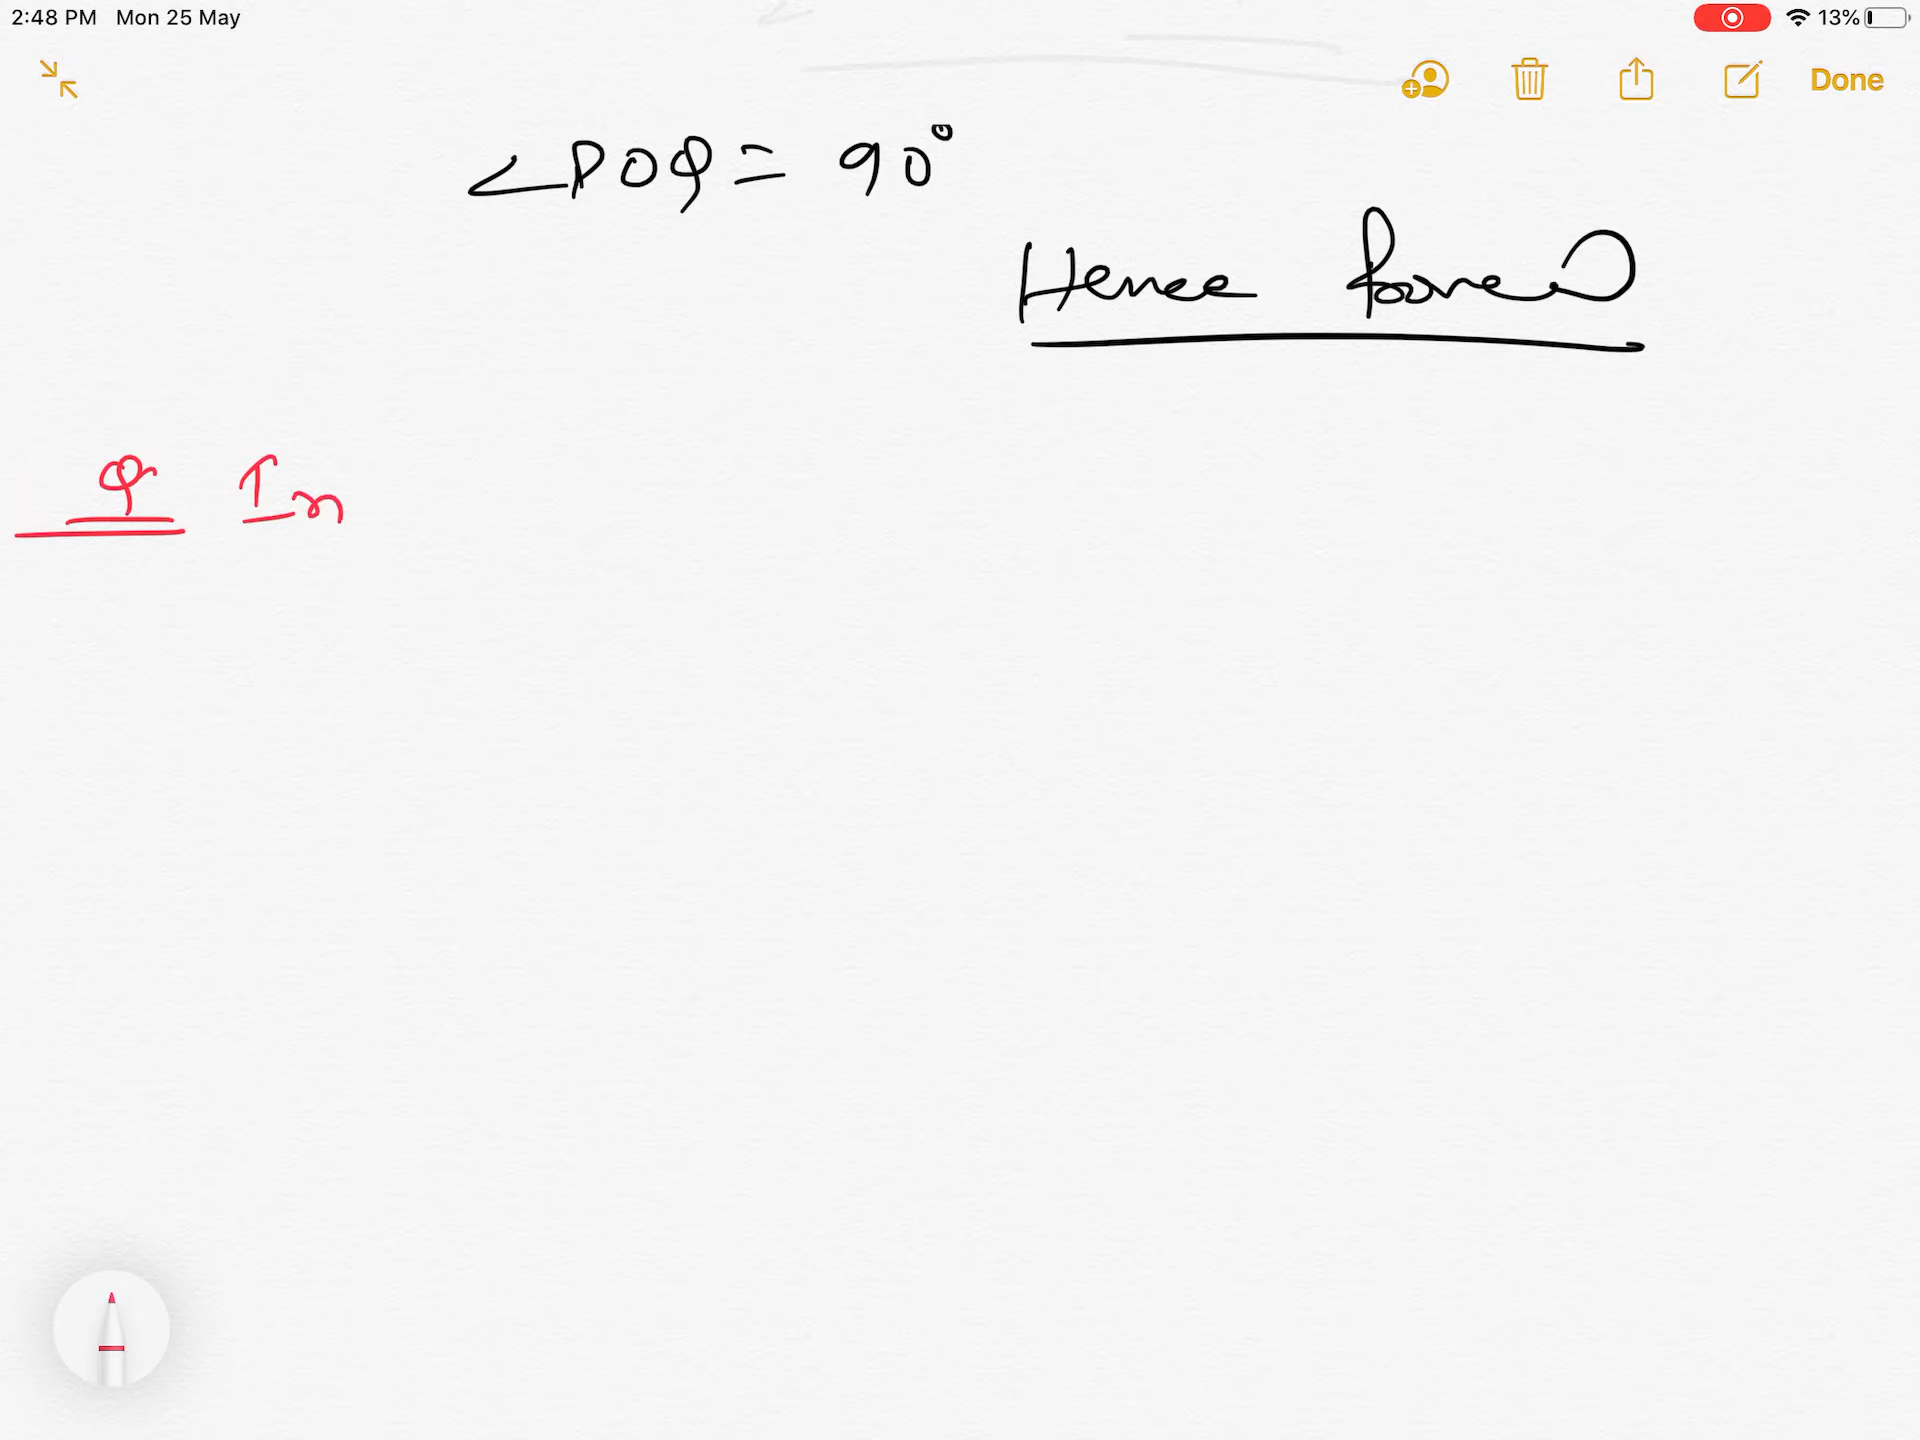 2:48 PM Mon 25 May 13%
Done
∠POQ = 90°
Hence Proved
Q In